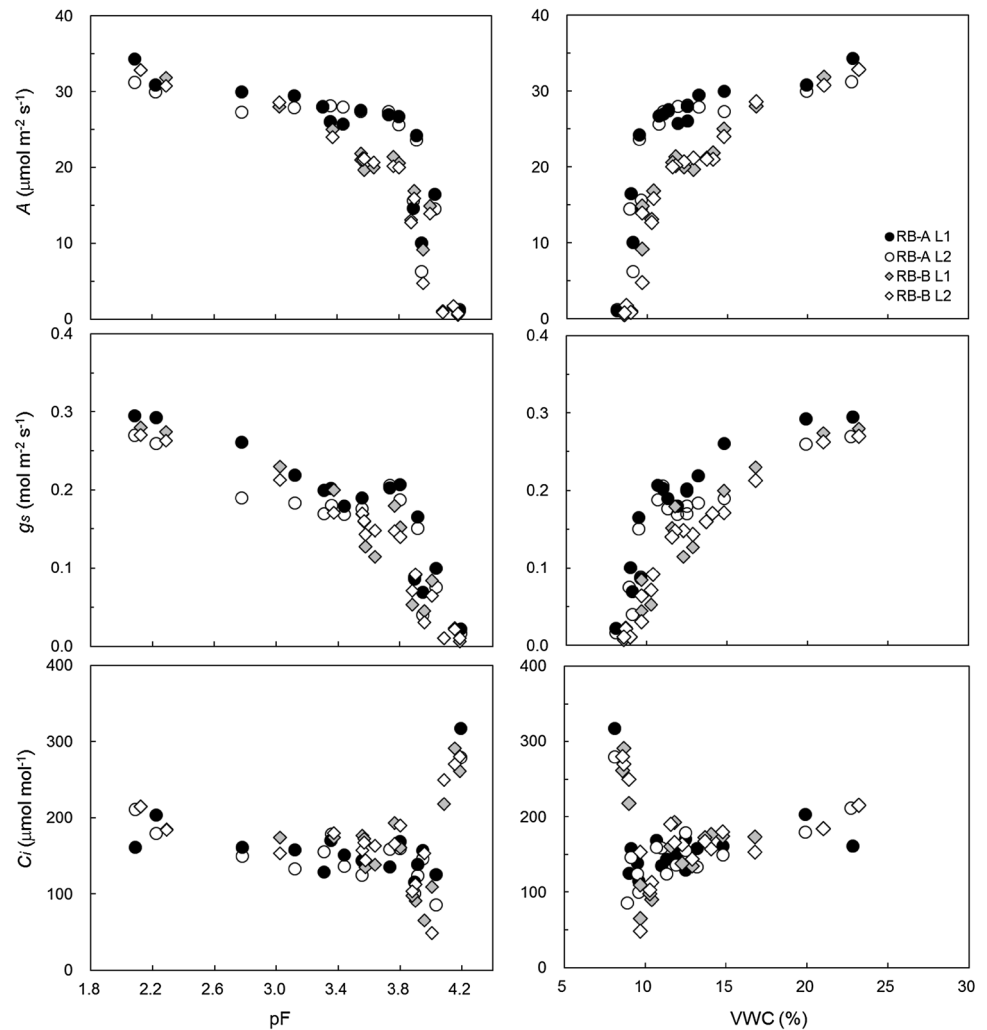 40
30
20
10
0
A (μmol m-2 s-1)
40
30
20
10
0
RB-A L1
RB-A L2
RB-B L1
RB-B L2
0.4
0.3
0.2
0.1
0.0
gs (mol m-2 s-1)
0.4
0.3
0.2
0.1
0.0
400
300
200
100
0
Ci (μmol mol-1)
400
300
200
100
0
1.8 2.2 2.6 3.0 3.4 3.8 4.2
pF
5 10 15 20 25 30
VWC (%)